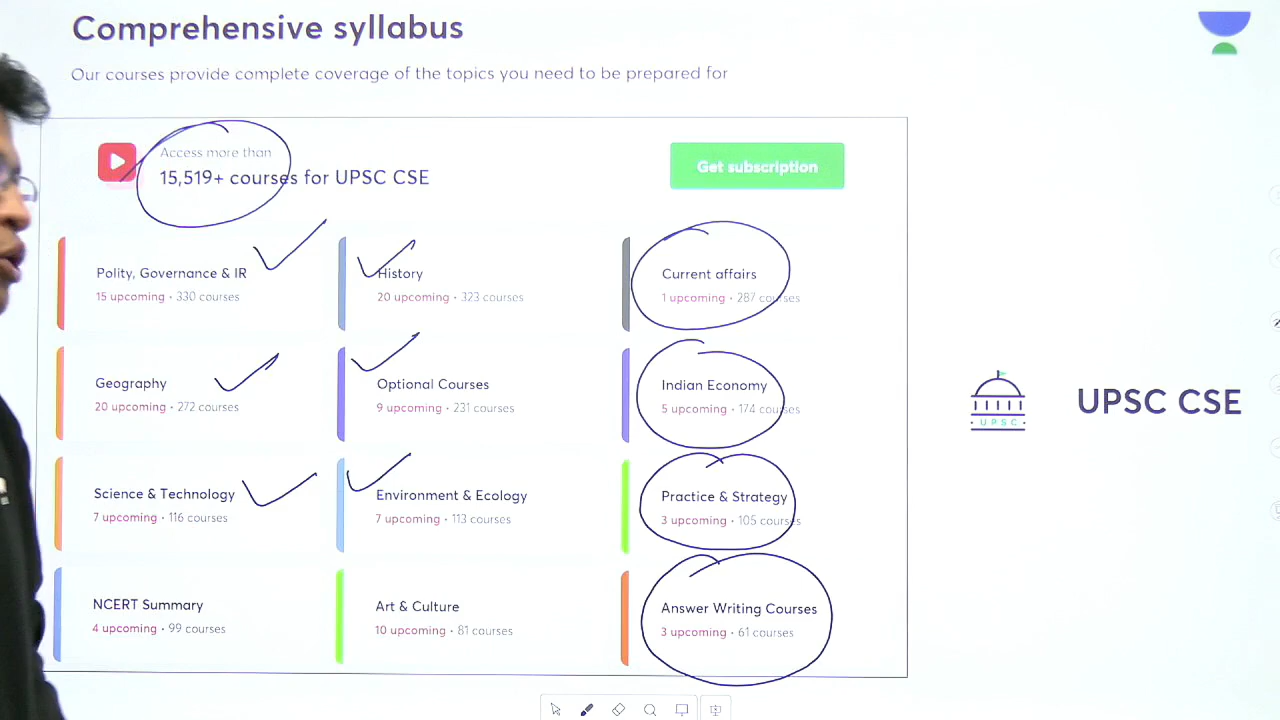 Comprehensive syllabus
Our courses provide complete coverage of the topics you need to be prepared for
Access more than
15,519+ courses for UPSC CSE
Get subscription
Polity, Governance & IR
15 upcoming • 330 courses
History
20 upcoming • 323 courses
Current affairs
1 upcoming • 287 courses
Geography
20 upcoming • 272 courses
Optional Courses
9 upcoming • 231 courses
Indian Economy
5 upcoming • 174 courses
Science & Technology
7 upcoming • 116 courses
Environment & Ecology
7 upcoming • 113 courses
Practice & Strategy
3 upcoming • 105 courses
NCERT Summary
4 upcoming • 99 courses
Art & Culture
10 upcoming • 81 courses
Answer Writing Courses
3 upcoming • 61 courses
UPSC
UPSC CSE